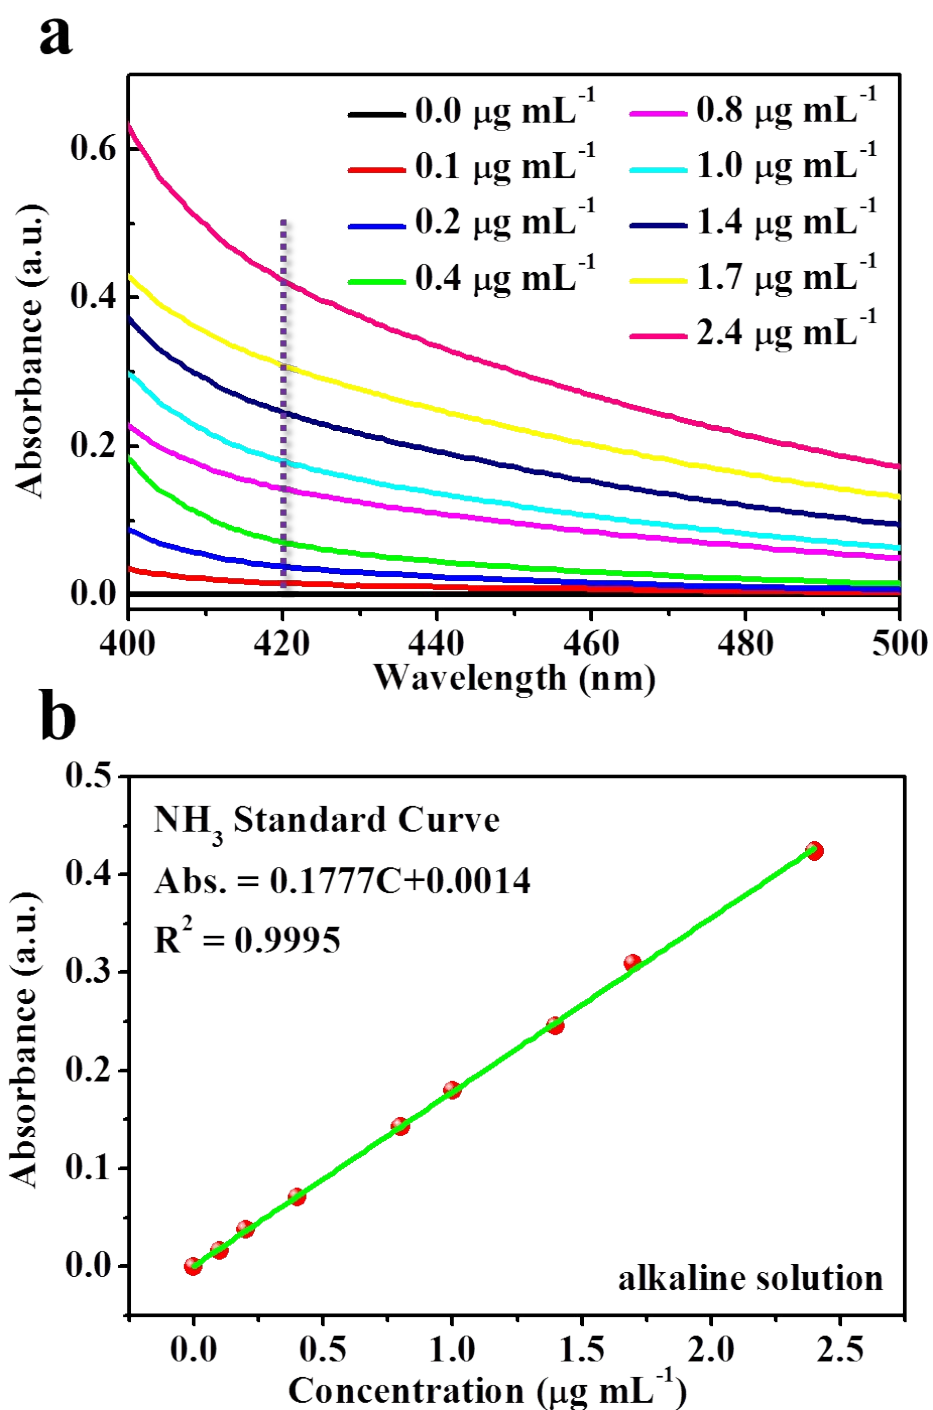 a
0.0 μg mL⁻¹
0.1 μg mL⁻¹
0.2 μg mL⁻¹
0.4 μg mL⁻¹
0.8 μg mL⁻¹
1.0 μg mL⁻¹
1.4 μg mL⁻¹
1.7 μg mL⁻¹
2.4 μg mL⁻¹
Absorbance (a.u.)
0.6
0.4
0.2
0.0
400 420 440 460 480 500
Wavelength (nm)
b
NH₃ Standard Curve
Abs. = 0.1777C+0.0014
R² = 0.9995
Absorbance (a.u.)
0.5
0.4
0.3
0.2
0.1
0.0
alkaline solution
0.0 0.5 1.0 1.5 2.0 2.5
Concentration (μg mL⁻¹)